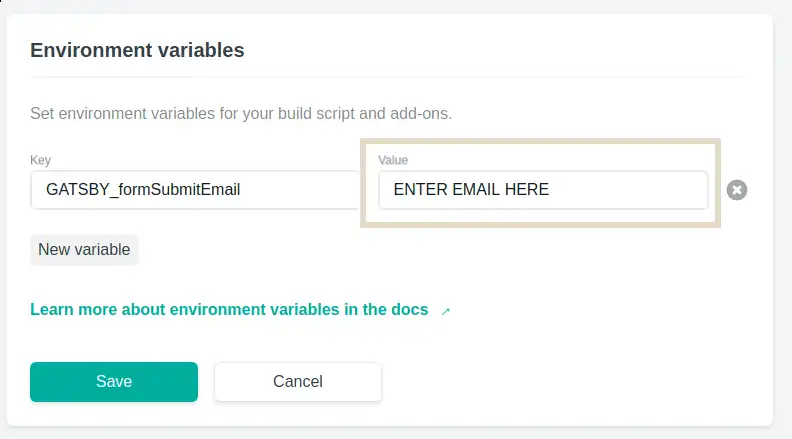 Environment variables
Set environment variables for your build script and add-ons.
Key
Value
GATSBY_formSubmitEmail
ENTER EMAIL HERE
New variable
Learn more about environment variables in the docs →
Save
Cancel